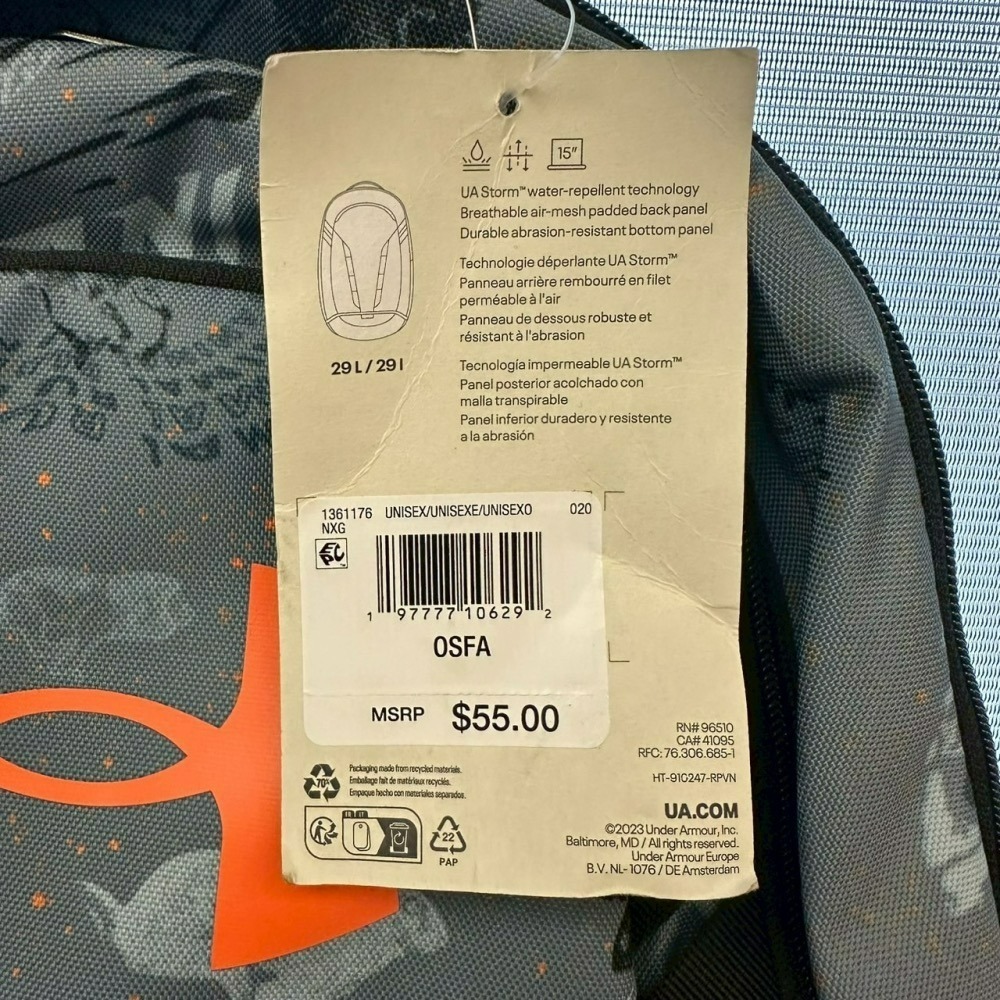 15"
UA Storm™ water-repellent technology
Breathable air-mesh padded back panel
Durable abrasion-resistant bottom panel
Technologie déperlante UA Storm™
Panneau arrière rembourré en filet
perméable à l'air
Panneau de dessous robuste et
résistant à l'abrasion
29 L / 29 l
Tecnología impermeable UA Storm™
Panel posterior acolchado con
malla transpirable
Panel inferior duradero y resistente
a la abrasión
1361176 UNISEX/UNISEXE/UNISEXO 020
NXG
EPC
1 97777 10629 2
OSFA
MSRP $55.00
RN# 96510
CA# 41095
RFC: 76.306.685-1
HT-91G247-RPVN
70%
Packaging made from recycled materials.
Emballage fait de matériaux recyclés.
Empaque hecho con materiales separados.
FR IT
22
PAP
UA.COM
©2023 Under Armour, Inc.
Baltimore, MD / All rights reserved.
Under Armour Europe
B.V. NL- 1076 / DE Amsterdam